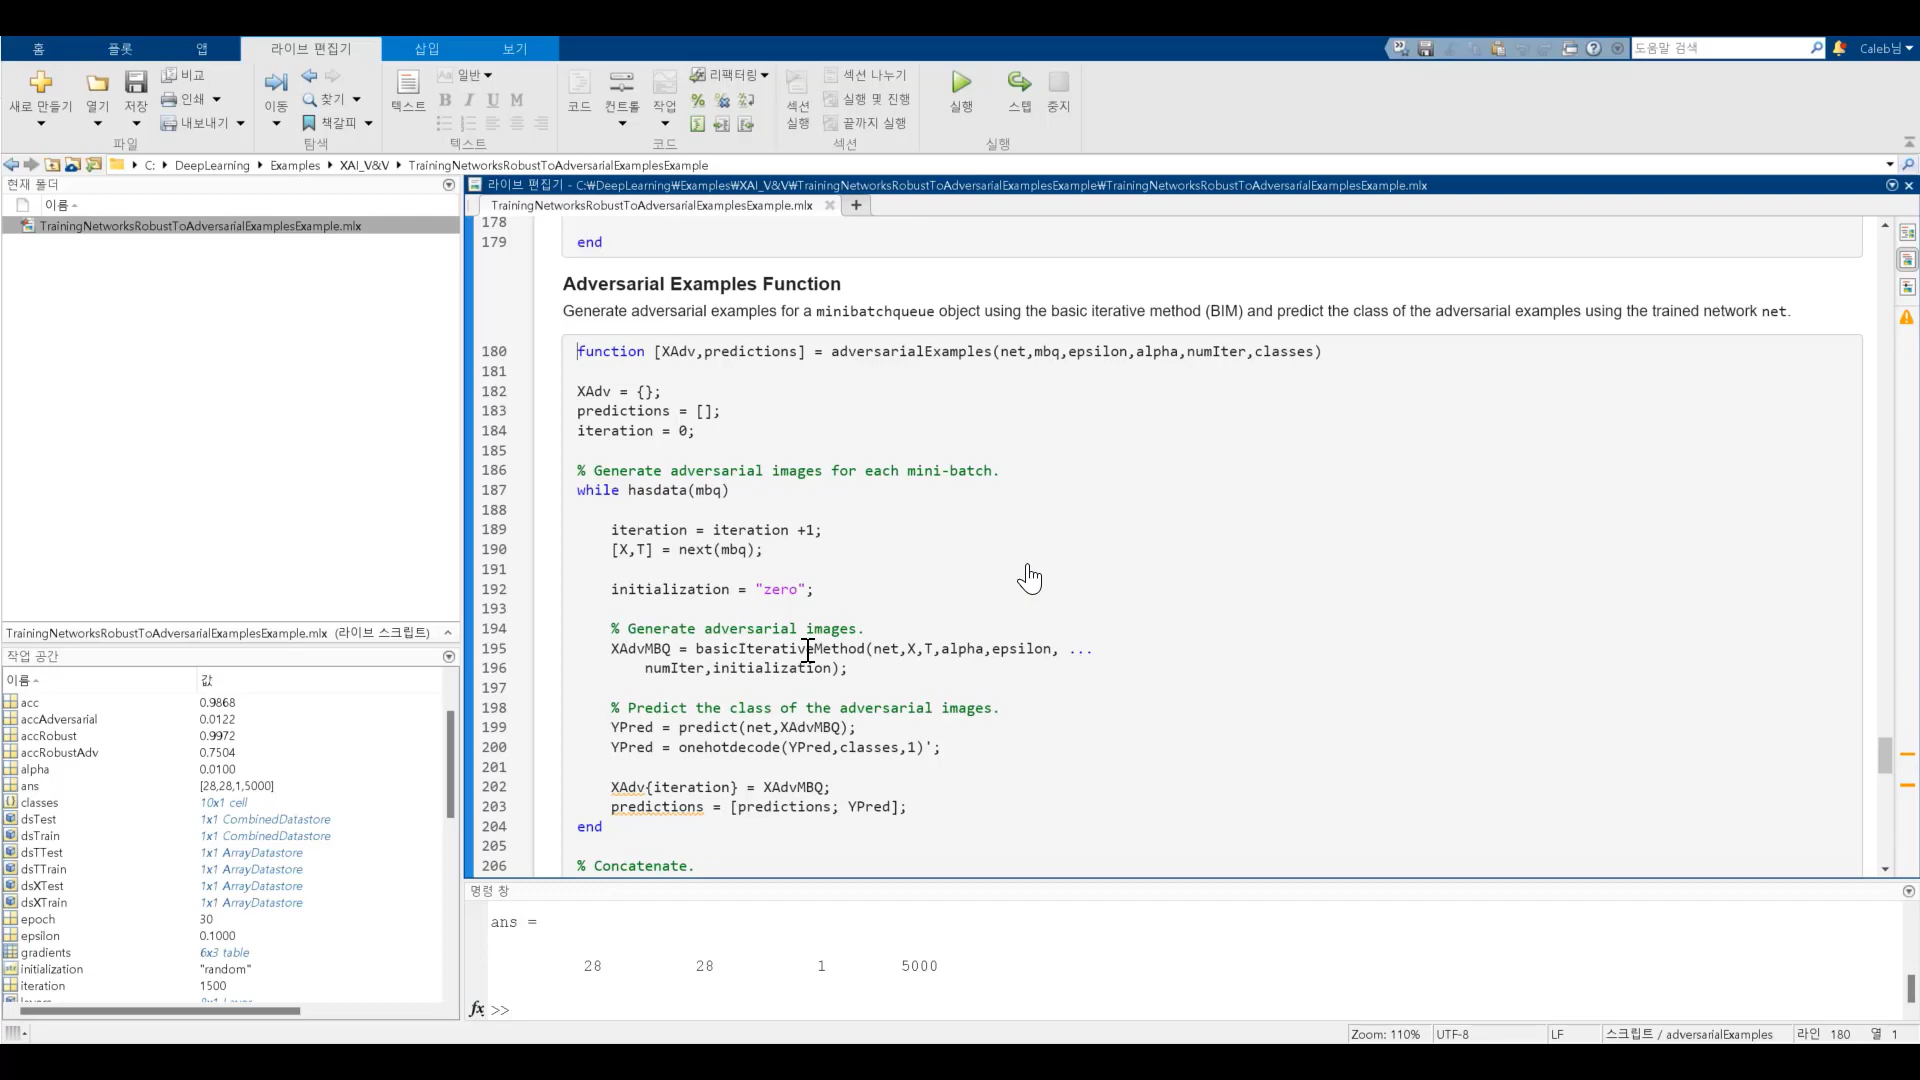 홈 플롯 앱 라이브 편집기 삽입 보기 도움말 검색 Caleb님
새로 만들기 열기 저장 비교 인쇄 내보내기 파일
이동 찾기 책갈피 탐색
텍스트 Aa 일반 B I U M 텍스트
코드 컨트롤 작업 리팩터링 코드
섹션 실행 섹션 나누기 실행 및 진행 끝까지 실행 섹션
실행 스텝 중지 실행
C: DeepLearning Examples XAI_V&V TrainingNetworksRobustToAdversarialExamplesExample
현재 폴더
이름
TrainingNetworksRobustToAdversarialExamplesExample.mlx
TrainingNetworksRobustToAdversarialExamplesExample.mlx (라이브 스크립트)
작업 공간
이름 값
acc 0.9868
accAdversarial 0.0122
accRobust 0.9972
accRobustAdv 0.7504
alpha 0.0100
ans [28,28,1,5000]
classes 10x1 cell
dsTest 1x1 CombinedDatastore
dsTrain 1x1 CombinedDatastore
dsTTest 1x1 ArrayDatastore
dsTTrain 1x1 ArrayDatastore
dsXTest 1x1 ArrayDatastore
dsXTrain 1x1 ArrayDatastore
epoch 30
epsilon 0.1000
gradients 6x3 table
initialization "random"
iteration 1500
라이브 편집기 - C:₩DeepLearning₩Examples₩XAI_V&V₩TrainingNetworksRobustToAdversarialExamplesExample₩TrainingNetworksRobustToAdversarialExamplesExample.mlx
TrainingNetworksRobustToAdversarialExamplesExample.mlx
178
179 end
Adversarial Examples Function
Generate adversarial examples for a minibatchqueue object using the basic iterative method (BIM) and predict the class of the adversarial examples using the trained network net.
180 function [XAdv,predictions] = adversarialExamples(net,mbq,epsilon,alpha,numIter,classes)
181
182 XAdv = {};
183 predictions = [];
184 iteration = 0;
185
186 % Generate adversarial images for each mini-batch.
187 while hasdata(mbq)
188
189 iteration = iteration +1;
190 [X,T] = next(mbq);
191
192 initialization = "zero";
193
194 % Generate adversarial images.
195 XAdvMBQ = basicIterativeMethod(net,X,T,alpha,epsilon, ...
196 numIter,initialization);
197
198 % Predict the class of the adversarial images.
199 YPred = predict(net,XAdvMBQ);
200 YPred = onehotdecode(YPred,classes,1)';
201
202 XAdv{iteration} = XAdvMBQ;
203 predictions = [predictions; YPred];
204 end
205
206 % Concatenate.
명령 창
ans =
28 28 1 5000
fx >>
Zoom: 110% UTF-8 LF 스크립트 / adversarialExamples 라인 180 열 1